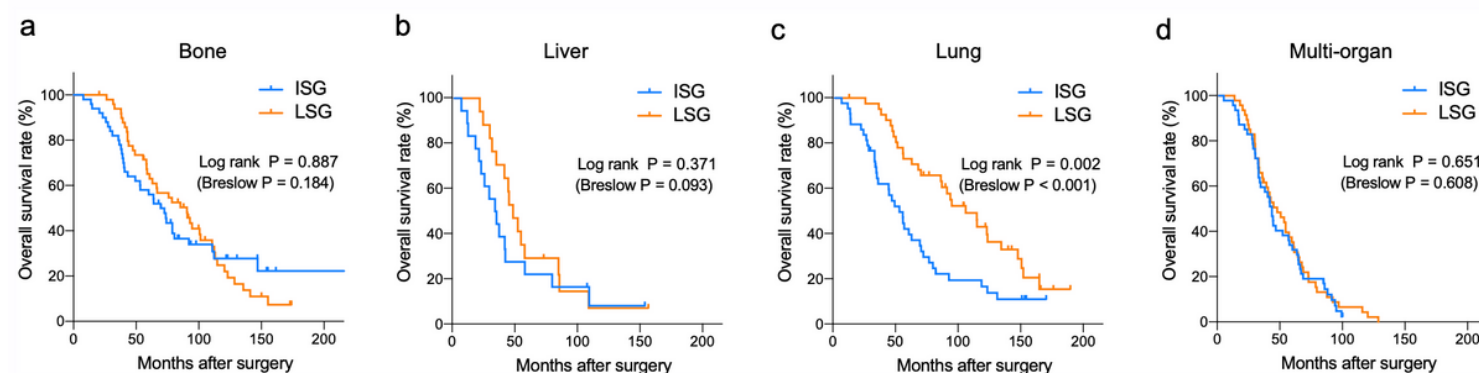 a
Bone
Overall survival rate (%)
100
80
60
40
20
0
ISG
LSG
Log rank P = 0.887
(Breslow P = 0.184)
0 50 100 150 200
Months after surgery
b
Liver
Overall survival rate (%)
100
80
60
40
20
0
ISG
LSG
Log rank P = 0.371
(Breslow P = 0.093)
0 50 100 150 200
Months after surgery
c
Lung
Overall survival rate (%)
100
80
60
40
20
0
ISG
LSG
Log rank P = 0.002
(Breslow P < 0.001)
0 50 100 150 200
Months after surgery
d
Multi-organ
Overall survival rate (%)
100
80
60
40
20
0
ISG
LSG
Log rank P = 0.651
(Breslow P = 0.608)
0 50 100 150 200
Months after surgery